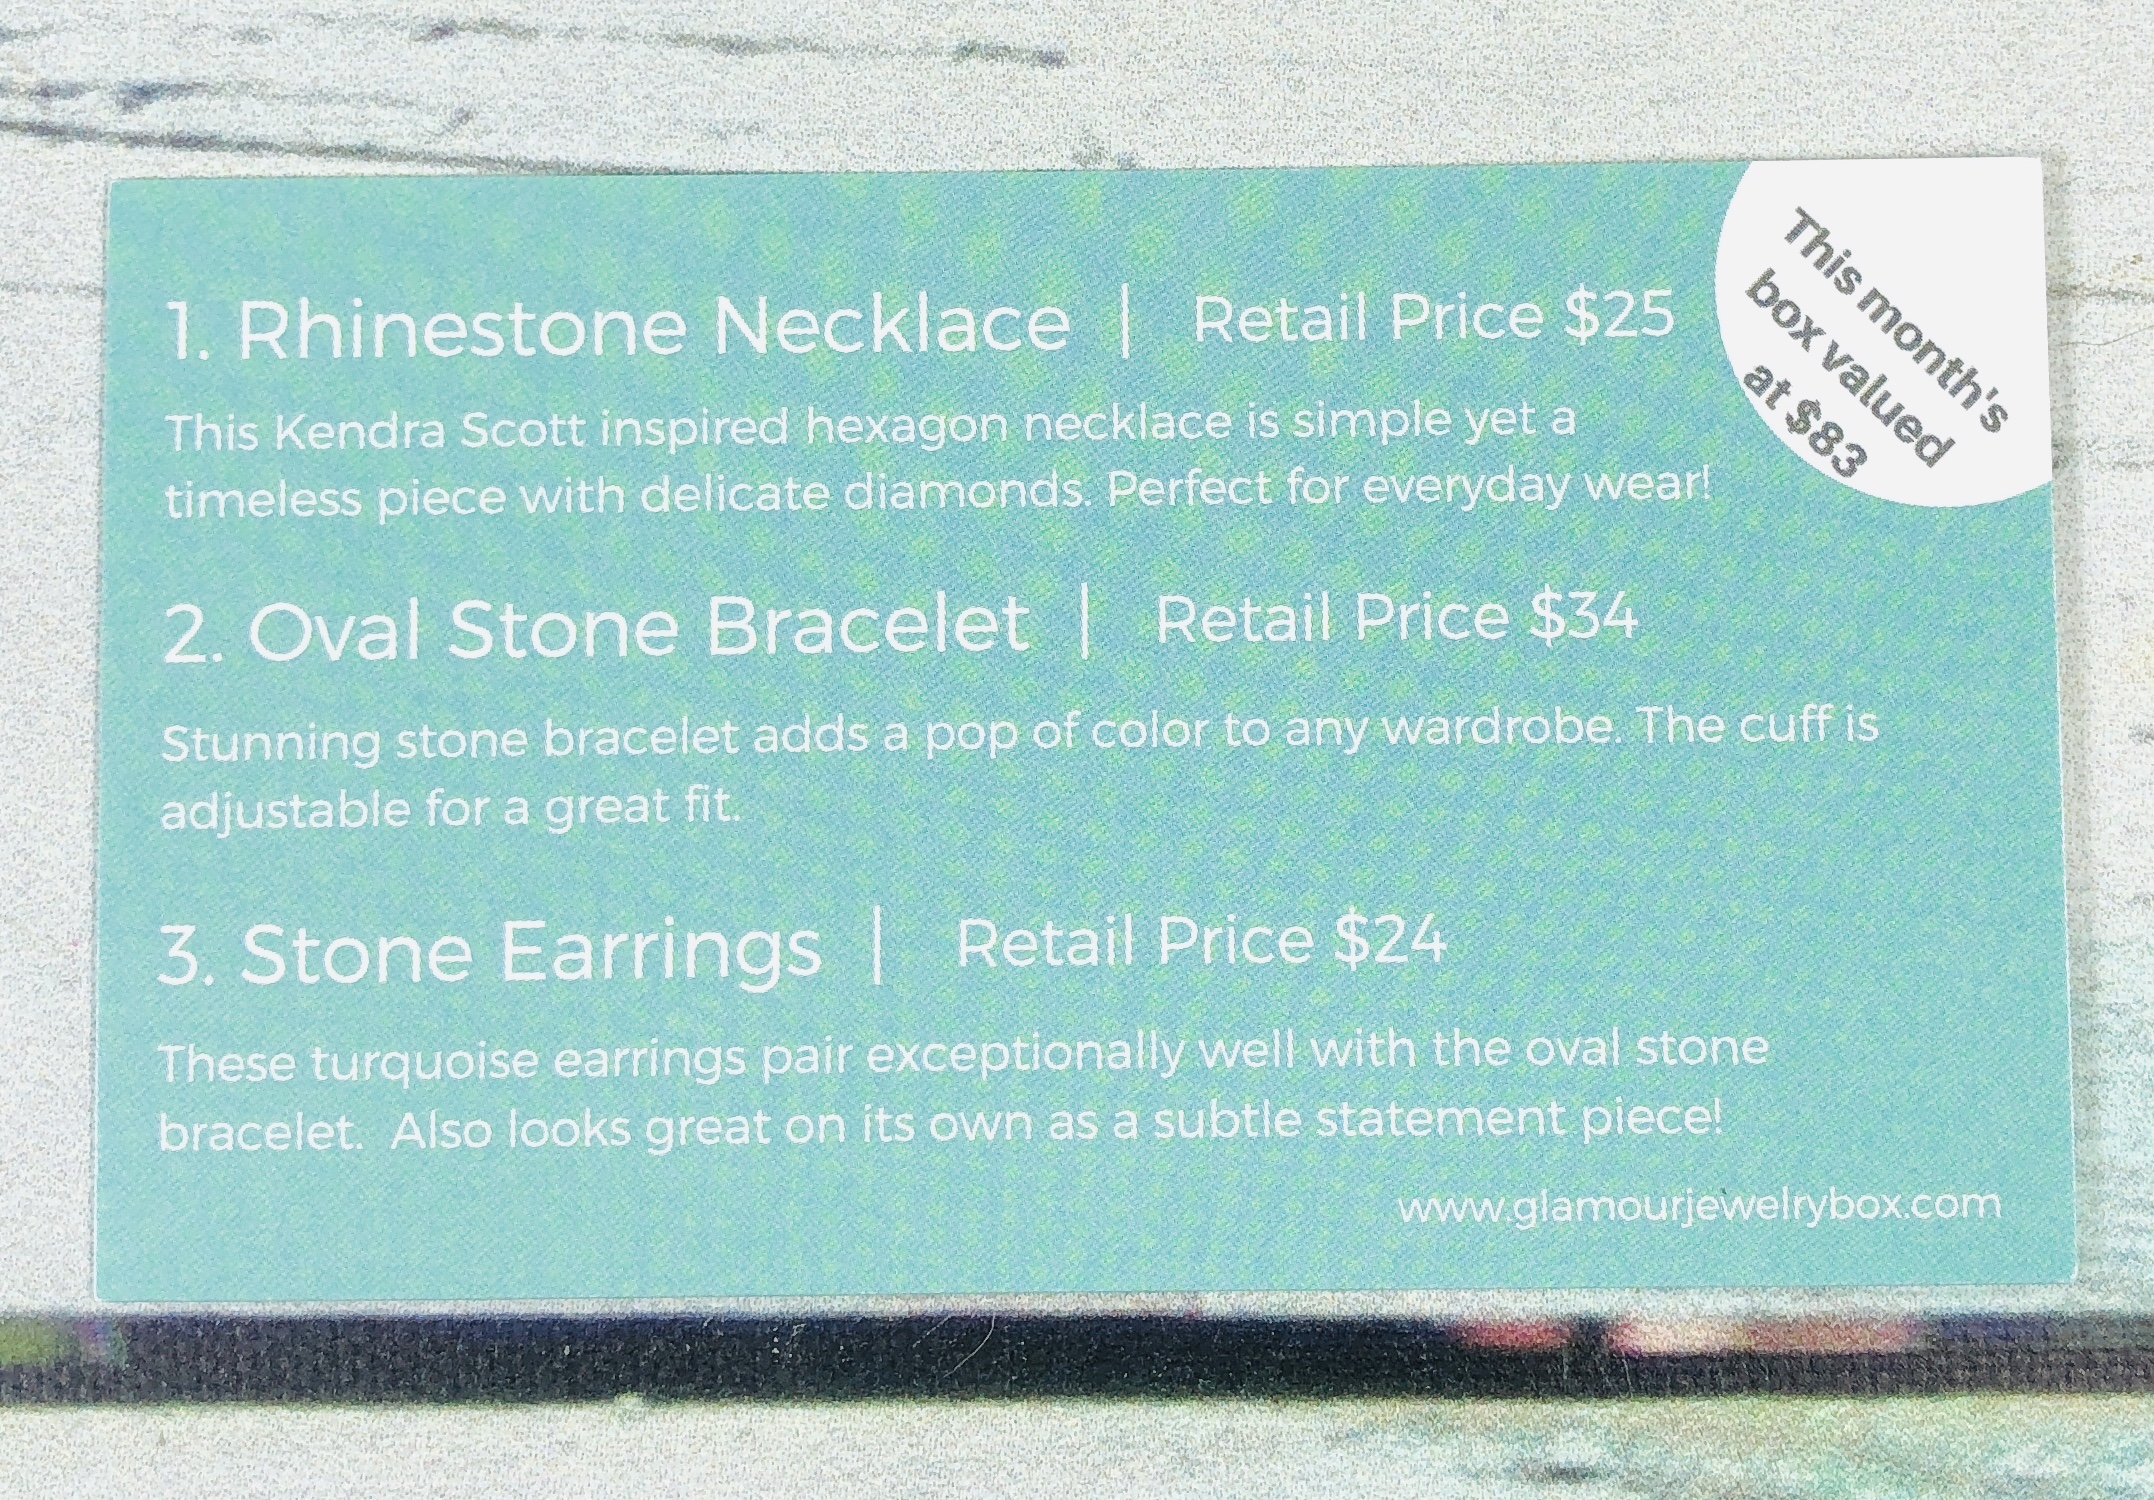 This month's
box valued
at $83
1. Rhinestone Necklace | Retail Price $25
This Kendra Scott inspired hexagon necklace is simple yet a
timeless piece with delicate diamonds. Perfect for everyday wear!
2. Oval Stone Bracelet | Retail Price $34
Stunning stone bracelet adds a pop of color to any wardrobe. The cuff is
adjustable for a great fit.
3. Stone Earrings | Retail Price $24
These turquoise earrings pair exceptionally well with the oval stone
bracelet. Also looks great on its own as a subtle statement piece!
www.glamourjewelrybox.com